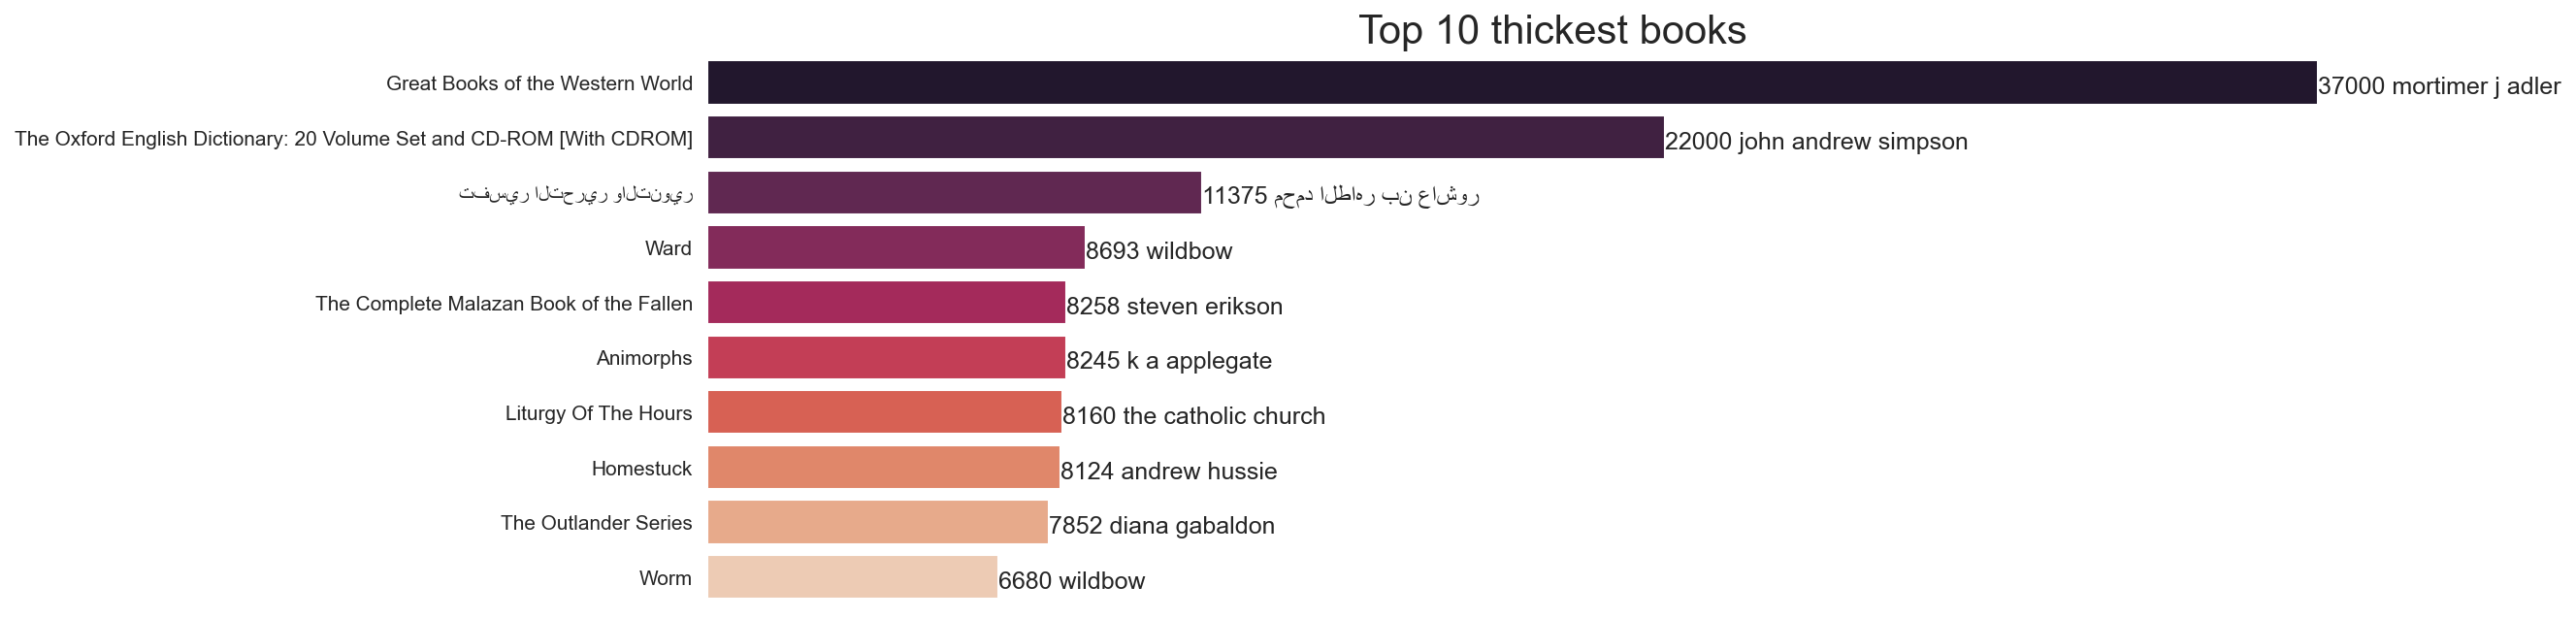 Top 10 thickest books
Great Books of the Western World 37000 mortimer j adler
The Oxford English Dictionary: 20 Volume Set and CD-ROM [With CDROM] 22000 john andrew simpson
تفسير التحرير والتنوير 11375 محمد الطاهر بن عاشور
Ward 8693 wildbow
The Complete Malazan Book of the Fallen 8258 steven erikson
Animorphs 8245 k a applegate
Liturgy Of The Hours 8160 the catholic church
Homestuck 8124 andrew hussie
The Outlander Series 7852 diana gabaldon
Worm 6680 wildbow